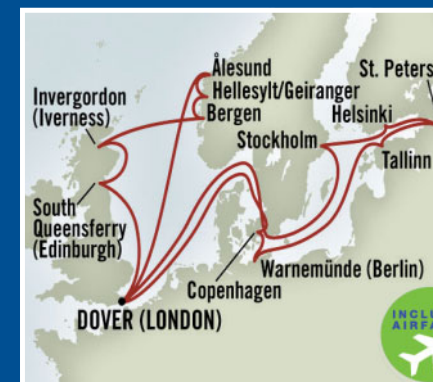 Ålesund
Hellesylt/Geiranger
Bergen
St. Peters
Helsinki
Tallinn
Stockholm
Invergordon
(Iverness)
South
Queensferry
(Edinburgh)
Warnemünde (Berlin)
Copenhagen
DOVER (LONDON)
INCLU
AIRFA